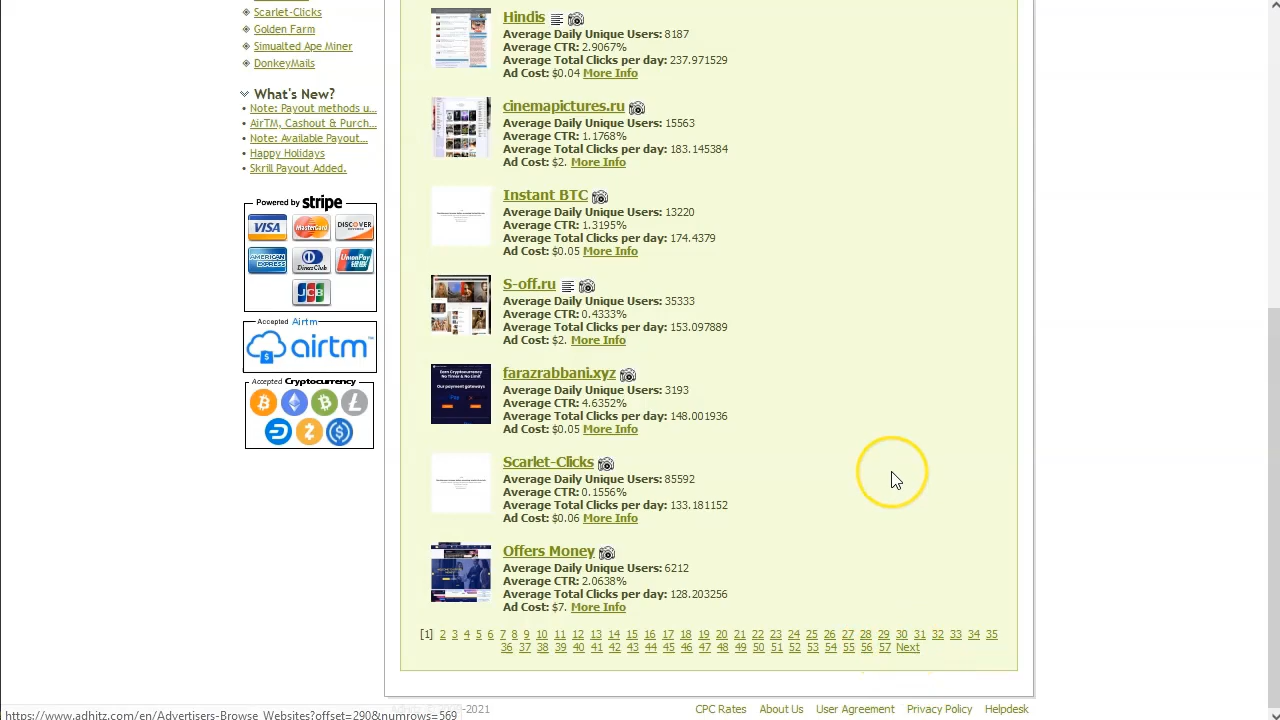 Scarlet-Clicks
Golden Farm
Simualted Ape Miner
DonkeyMails
What's New?
Note: Payout methods u...
AirTM, Cashout & Purch...
Note: Available Payout...
Happy Holidays
Skrill Payout Added.
Powered by stripe
VISA
MasterCard
DISCOVER
AMERICAN EXPRESS
Diners Club
UnionPay
JCB
Accepted Airtm
airtm
Accepted Cryptocurrency
Hindis
Average Daily Unique Users: 8187
Average CTR: 2.9067%
Average Total Clicks per day: 237.971529
Ad Cost: $0.04 More Info
cinemapictures.ru
Average Daily Unique Users: 15563
Average CTR: 1.1768%
Average Total Clicks per day: 183.145384
Ad Cost: $2. More Info
Instant BTC
Average Daily Unique Users: 13220
Average CTR: 1.3195%
Average Total Clicks per day: 174.4379
Ad Cost: $0.05 More Info
S-off.ru
Average Daily Unique Users: 35333
Average CTR: 0.4333%
Average Total Clicks per day: 153.097889
Ad Cost: $2. More Info
Earn Cryptocurrency
No Timer & No Limit
Our payment gateways
farazrabbani.xyz
Average Daily Unique Users: 3193
Average CTR: 4.6352%
Average Total Clicks per day: 148.001936
Ad Cost: $0.05 More Info
Scarlet-Clicks
Average Daily Unique Users: 85592
Average CTR: 0.1556%
Average Total Clicks per day: 133.181152
Ad Cost: $0.06 More Info
Offers Money
Average Daily Unique Users: 6212
Average CTR: 2.0638%
Average Total Clicks per day: 128.203256
Ad Cost: $7. More Info
[1] 2 3 4 5 6 7 8 9 10 11 12 13 14 15 16 17 18 19 20 21 22 23 24 25 26 27 28 29 30 31 32 33 34 35
36 37 38 39 40 41 42 43 44 45 46 47 48 49 50 51 52 53 54 55 56 57 Next
-2021
CPC Rates About Us User Agreement Privacy Policy Helpdesk
https://www.adhitz.com/en/Advertisers-Browse_Websites?offset=290&numrows=569